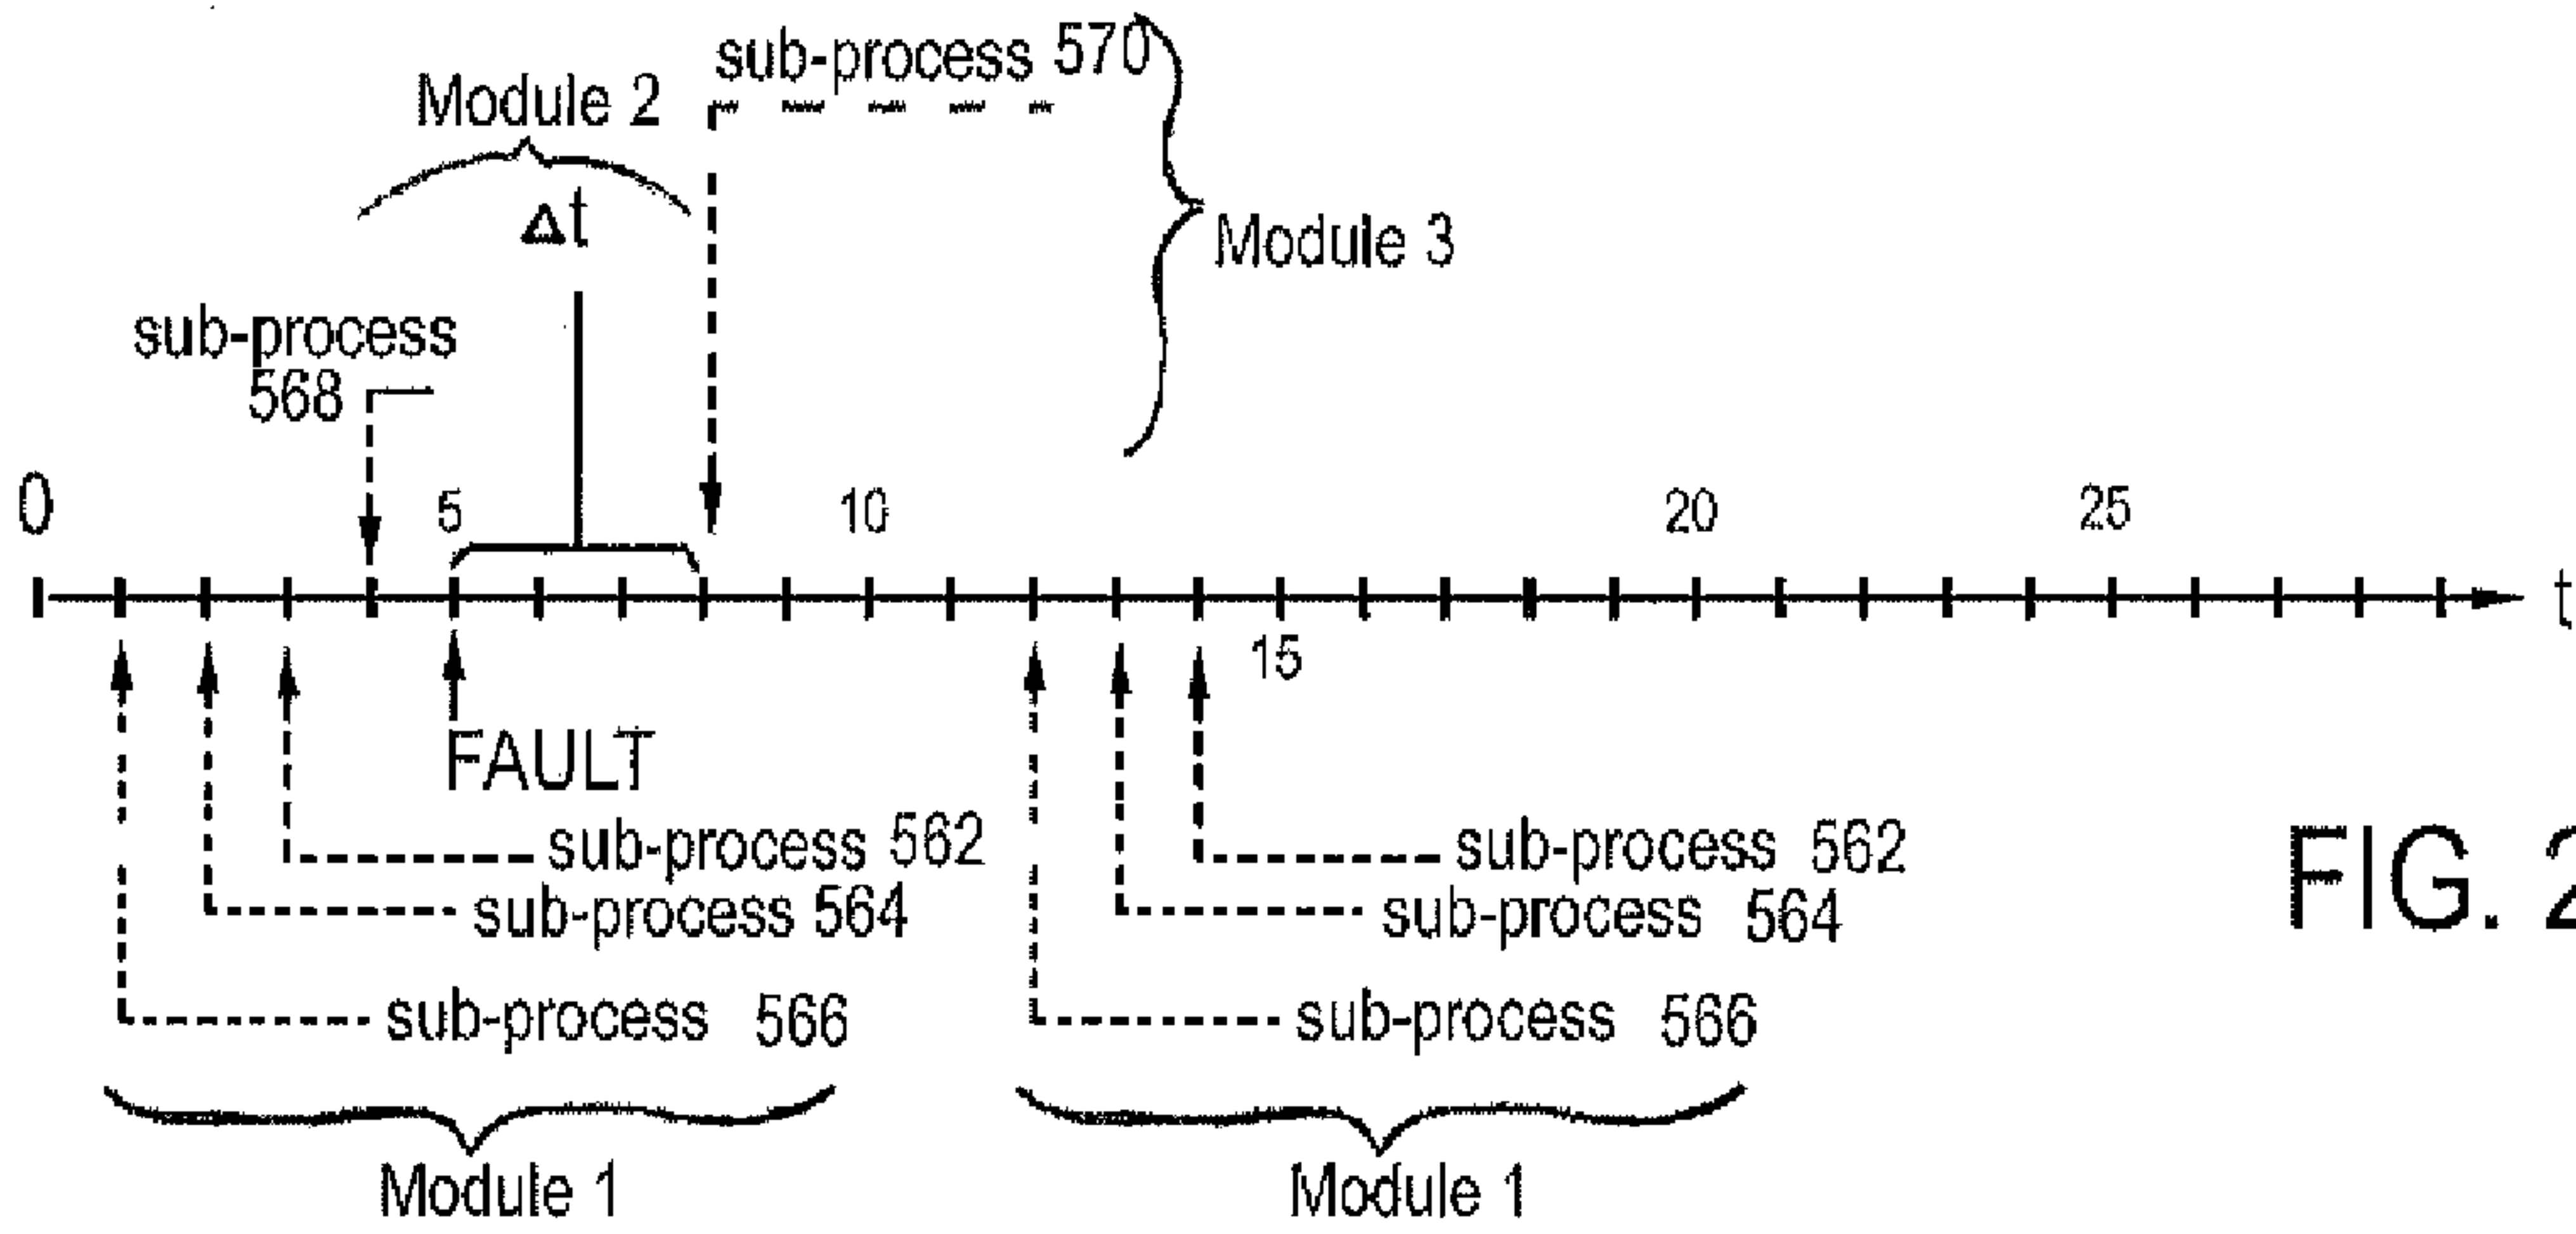 sub-process 570
Module 2
Δt
Module 3
sub-process
568
0
5
10
20
25
t
15
FAULT
sub-process 562
sub-process 564
sub-process 566
Module 1
sub-process 562
sub-process 564
sub-process 566
Module 1
FIG. 2